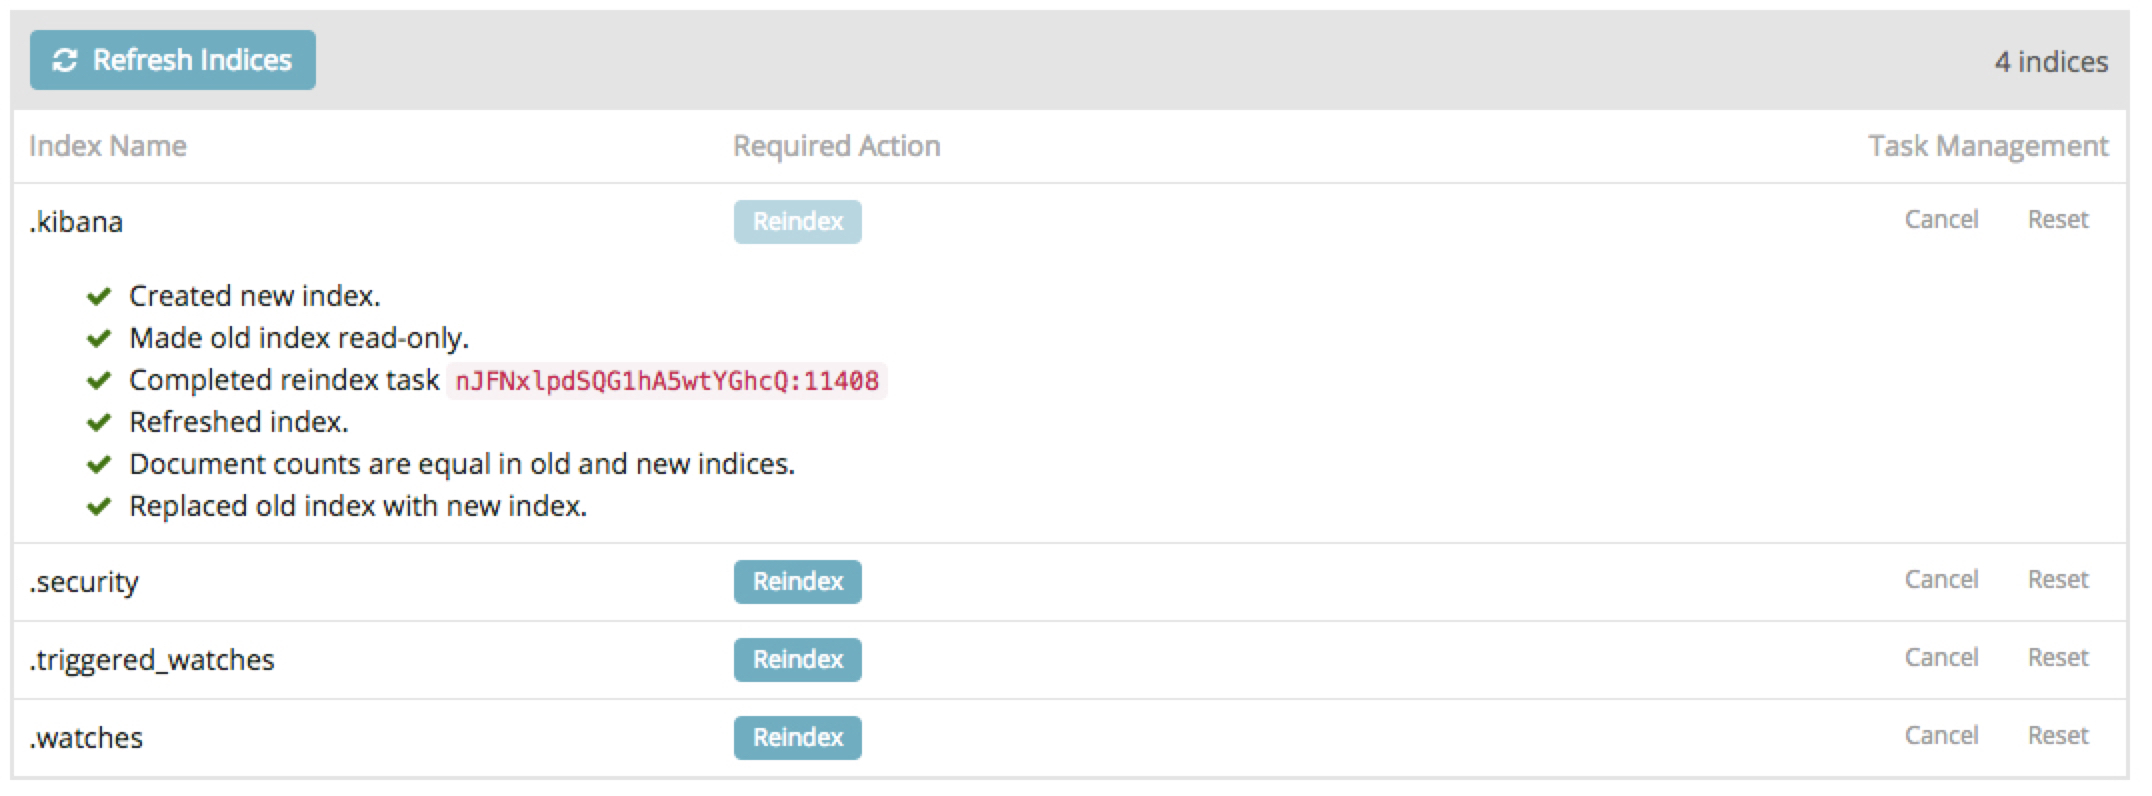 Refresh Indices 4 indices
Index Name Required Action Task Management
.kibana Reindex Cancel Reset
Created new index.
Made old index read-only.
Completed reindex task nJFNxlpdSQG1hA5wtYGhcQ:11408
Refreshed index.
Document counts are equal in old and new indices.
Replaced old index with new index.
.security Reindex Cancel Reset
.triggered_watches Reindex Cancel Reset
.watches Reindex Cancel Reset